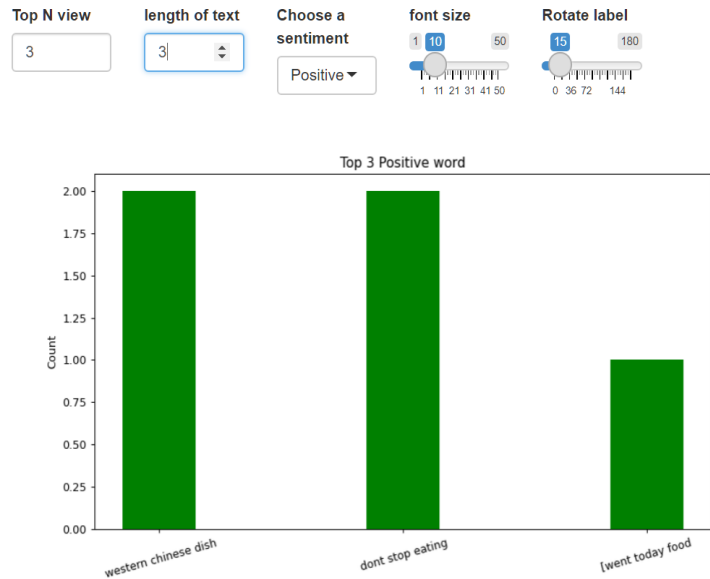 Top N view
length of text
Choose a
sentiment
font size
Rotate label
3
3
Positive
1 10 50
1 11 21 31 41 50
15 180
0 36 72 144
Top 3 Positive word
Count
2.00
1.75
1.50
1.25
1.00
0.75
0.50
0.25
0.00
western chinese dish
dont stop eating
[went today food